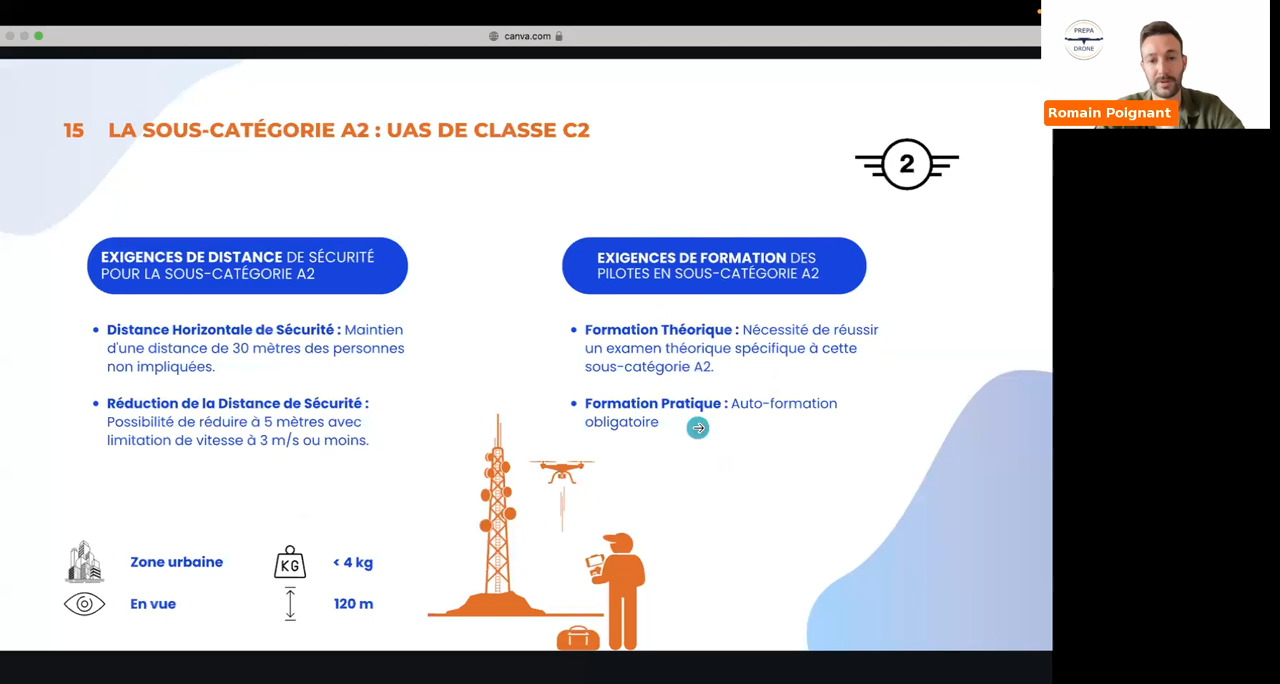 canva.com
PREPA
DRONE
Romain Poignant
15 LA SOUS-CATÉGORIE A2 : UAS DE CLASSE C2
2
EXIGENCES DE DISTANCE DE SÉCURITÉ
POUR LA SOUS-CATÉGORIE A2
• Distance Horizontale de Sécurité : Maintien
d'une distance de 30 mètres des personnes
non impliquées.
• Réduction de la Distance de Sécurité :
Possibilité de réduire à 5 mètres avec
limitation de vitesse à 3 m/s ou moins.
EXIGENCES DE FORMATION DES
PILOTES EN SOUS-CATÉGORIE A2
• Formation Théorique : Nécessité de réussir
un examen théorique spécifique à cette
sous-catégorie A2.
• Formation Pratique : Auto-formation
obligatoire
Zone urbaine
KG
< 4 kg
En vue
120 m